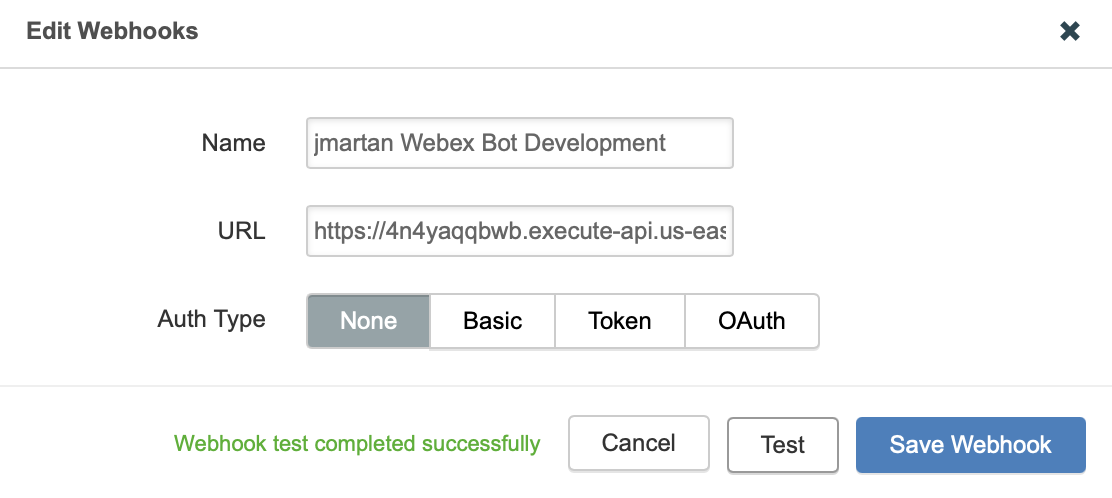 Edit Webhooks
Name
jmartan Webex Bot Development
URL
https://4n4yaqqbwb.execute-api.us-eas
Auth Type
None Basic Token OAuth
Webhook test completed successfully Cancel Test Save Webhook